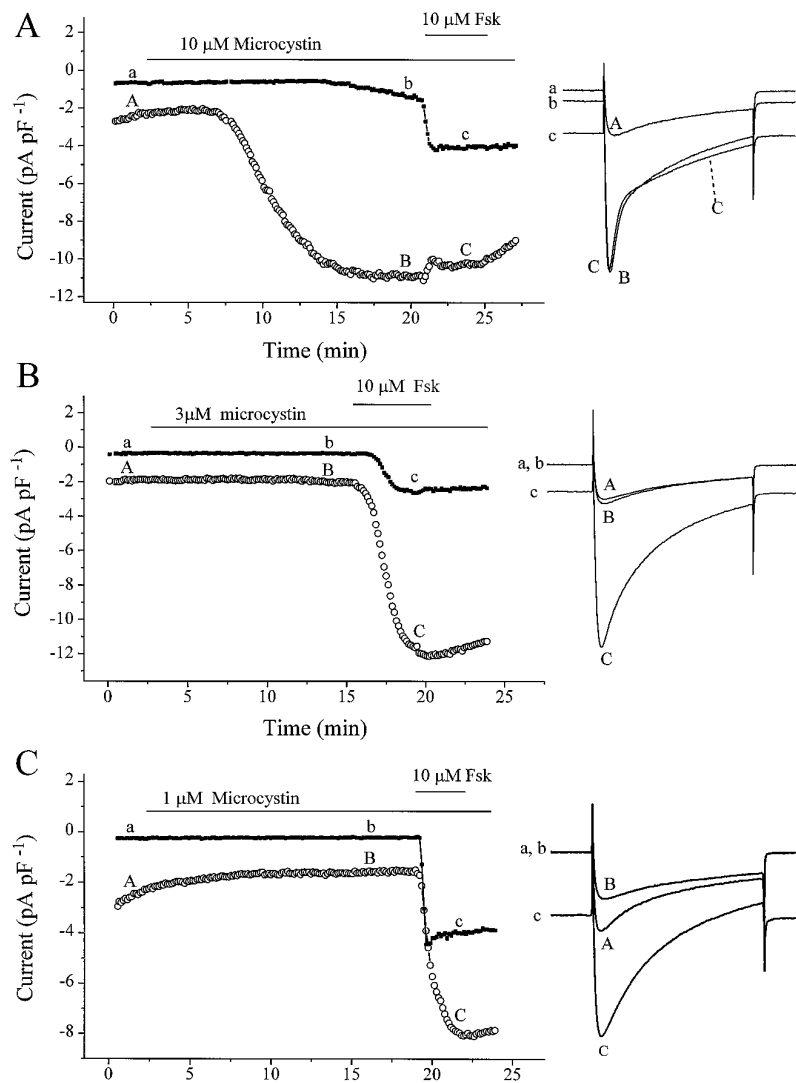 A
10 μM Fsk
10 μM Microcystin
2
0
-2
-4
-6
-8
-10
-12
a
b
c
A
B
C
Current (pA pF -1)
0 5 10 15 20 25
Time (min)
a
b
c
A
C
C
B
B
10 μM Fsk
3μM microcystin
2
0
-2
-4
-6
-8
-10
-12
a
b
c
A
B
C
Current (pA pF -1)
0 5 10 15 20 25
Time (min)
a, b
c
A
B
C
C
10 μM Fsk
1 μM Microcystin
2
0
-2
-4
-6
-8
a
b
c
A
B
C
Current (pA pF -1)
0 5 10 15 20 25
Time (min)
a, b
c
B
A
C